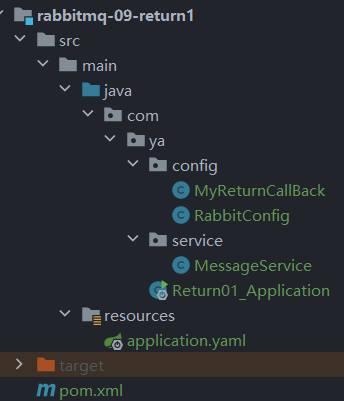 rabbitmq-09-return1
src
main
java
com
ya
config
MyReturnCallBack
RabbitConfig
service
MessageService
Return01_Application
resources
application.yaml
target
pom.xml